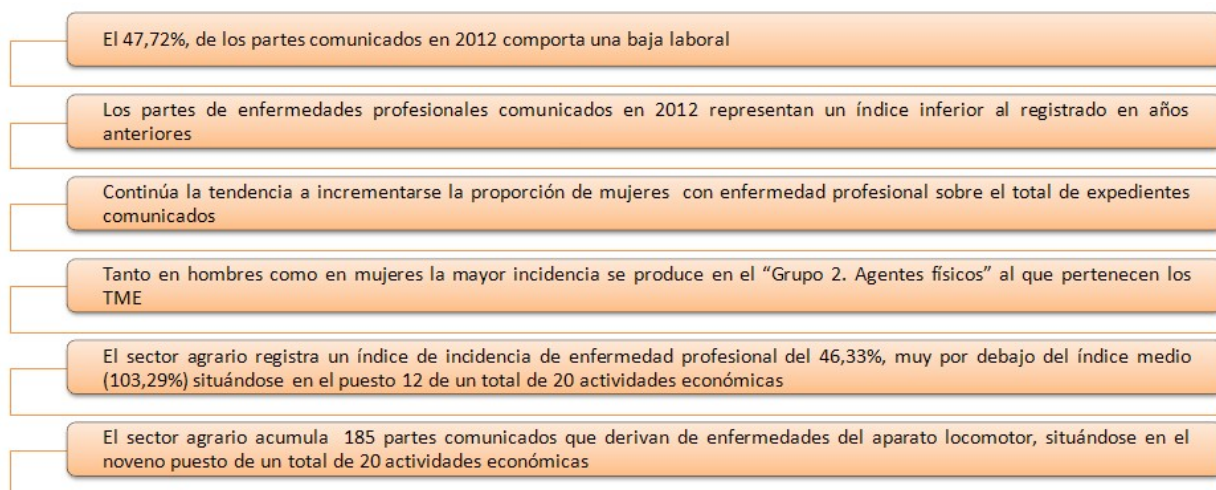 El 47,72%, de los partes comunicados en 2012 comporta una baja laboral
Los partes de enfermedades profesionales comunicados en 2012 representan un índice inferior al registrado en años
anteriores
Continúa la tendencia a incrementarse la proporción de mujeres con enfermedad profesional sobre el total de expedientes
comunicados
Tanto en hombres como en mujeres la mayor incidencia se produce en el “Grupo 2. Agentes físicos” al que pertenecen los
TME
El sector agrario registra un índice de incidencia de enfermedad profesional del 46,33%, muy por debajo del índice medio
(103,29%) situándose en el puesto 12 de un total de 20 actividades económicas
El sector agrario acumula 185 partes comunicados que derivan de enfermedades del aparato locomotor, situándose en el
noveno puesto de un total de 20 actividades económicas